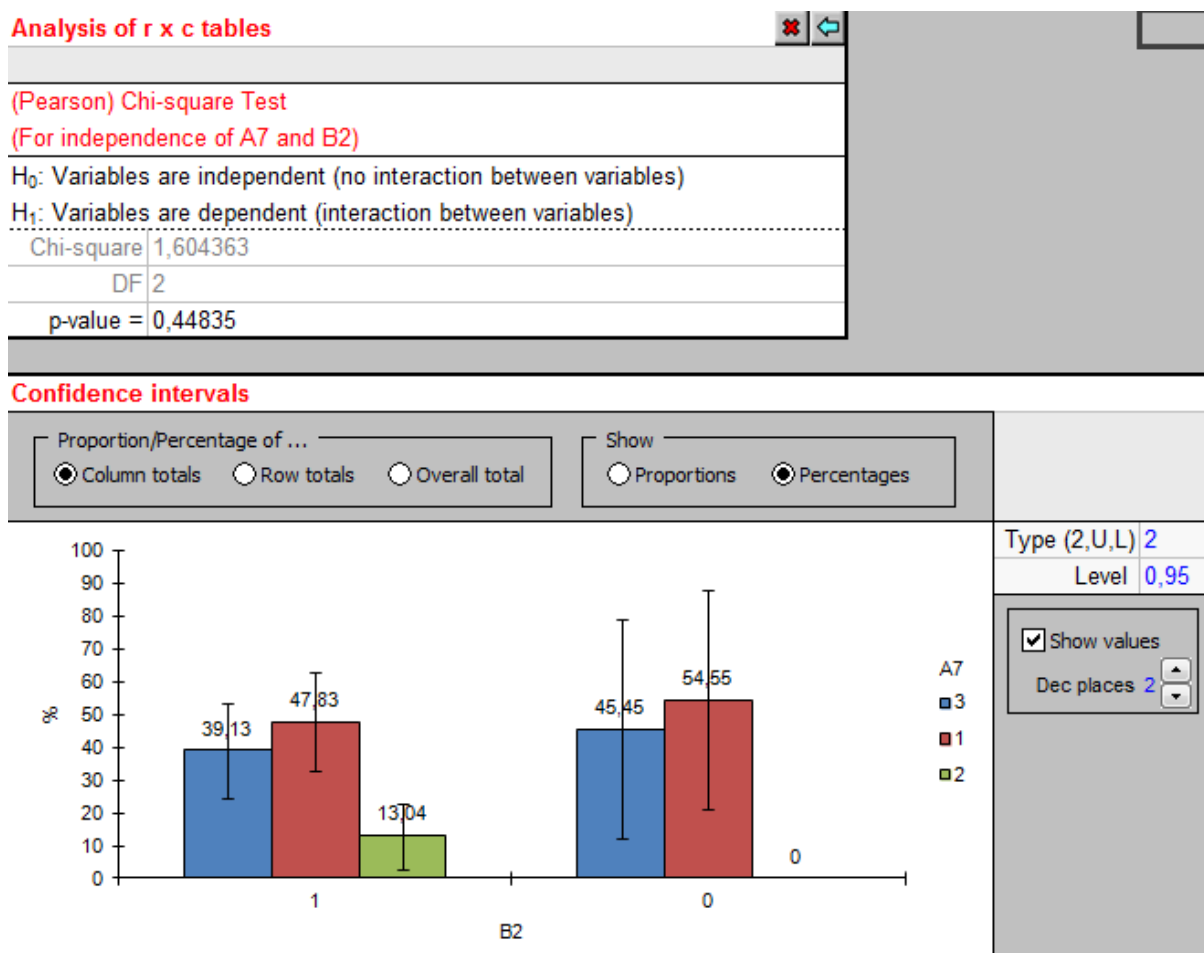 Analysis of r x c tables
(Pearson) Chi-square Test
(For independence of A7 and B2)
H₀: Variables are independent (no interaction between variables)
H₁: Variables are dependent (interaction between variables)
Chi-square 1,604363
DF 2
p-value = 0,44835
Confidence intervals
Proportion/Percentage of ...
Column totals Row totals Overall total
Show
Proportions Percentages
Type (2,U,L) 2
Level 0,95
Show values
Dec places 2
100
90
80
70
60
50
40
30
20
10
0
%
39,13
47,83
13,04
45,45
54,55
0
1
0
B2
A7
3
1
2